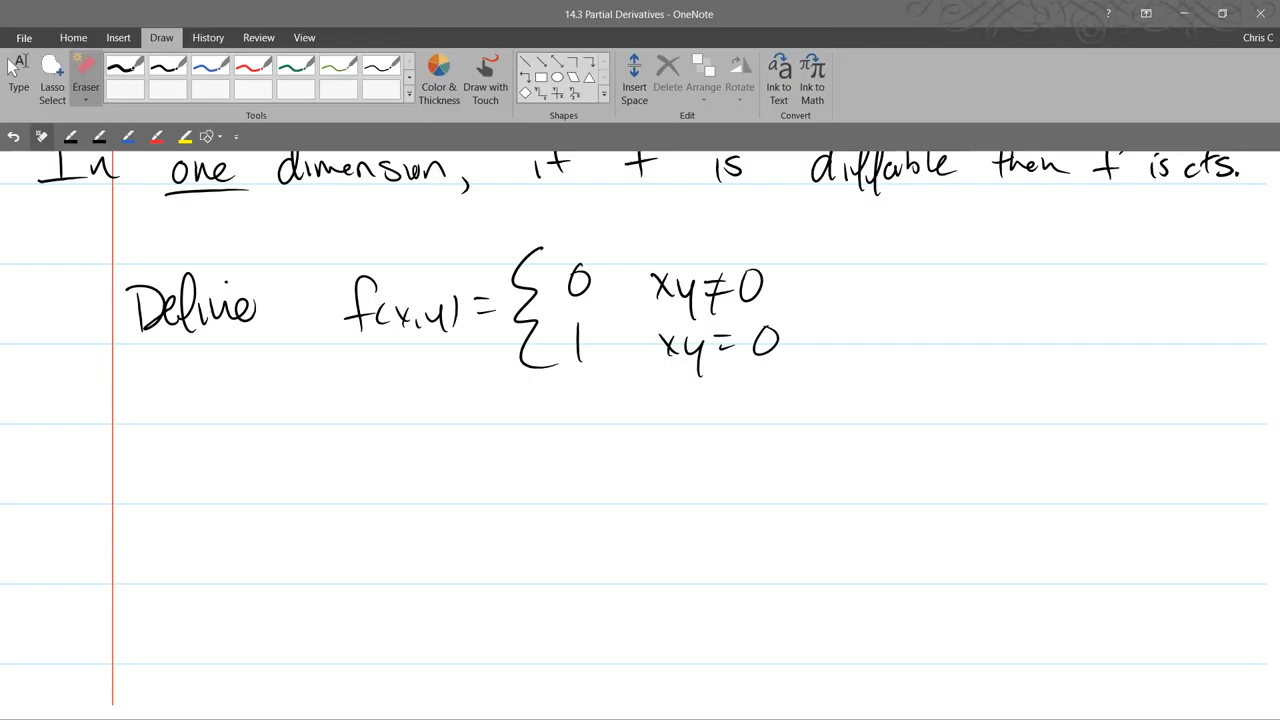 14.3 Partial Derivatives - OneNote
File Home Insert Draw History Review View
Chris C
Type Lasso Select Eraser Color & Thickness Draw with Touch Insert Space Delete Arrange Rotate Ink to Text Ink to Math
Tools Shapes Edit Convert
In one dimension, if f is diffable then f is cts.
Define f(x,y) = { 0 xy≠0
1 xy = 0